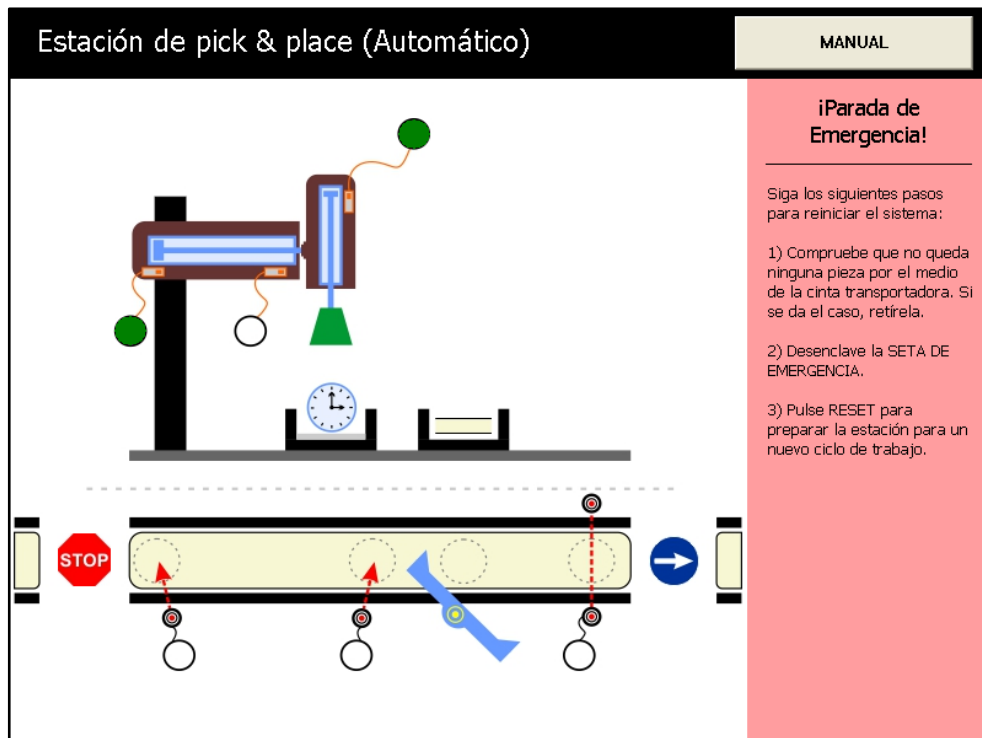 Estación de pick & place (Automático)
MANUAL
¡Parada de
Emergencia!
Siga los siguientes pasos
para reiniciar el sistema:
1) Compruebe que no queda
ninguna pieza por el medio
de la cinta transportadora. Si
se da el caso, retírela.
2) Desenclave la SETA DE
EMERGENCIA.
3) Pulse RESET para
preparar la estación para un
nuevo ciclo de trabajo.
STOP